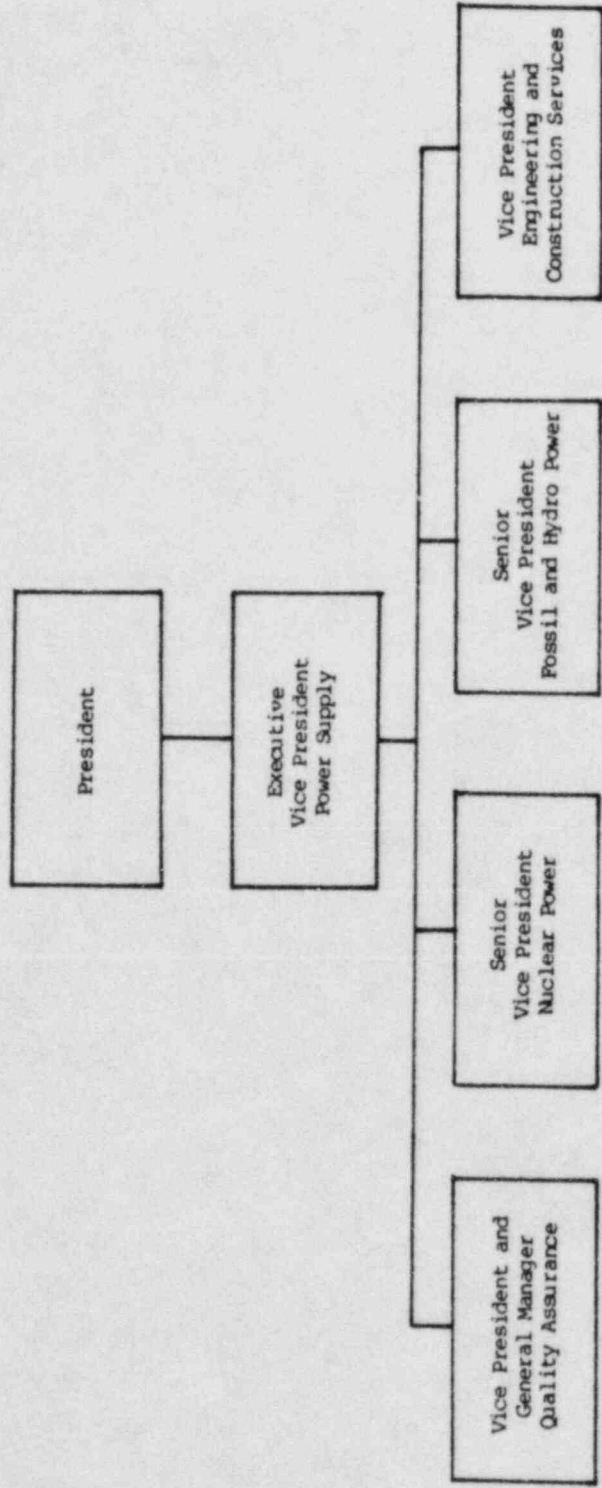 President
Executive
Vice President
Power Supply
Vice President and
General Manager
Quality Assurance
Senior
Vice President
Nuclear Power
Senior
Vice President
Fossil and Hydro Power
Vice President
Engineering and
Construction Services